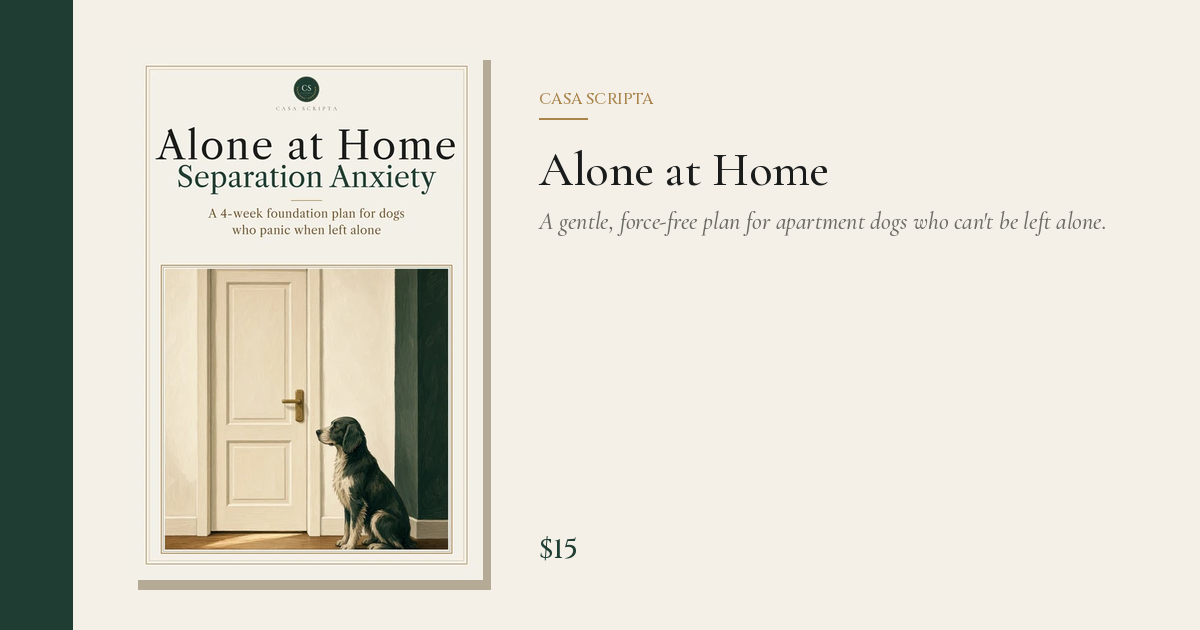 CS
CASA SCRIPTA
Alone at Home
Separation Anxiety
A 4-week foundation plan for dogs
who panic when left alone
CASA SCRIPTA
Alone at Home
A gentle, force-free plan for apartment dogs who can't be left alone.
$15